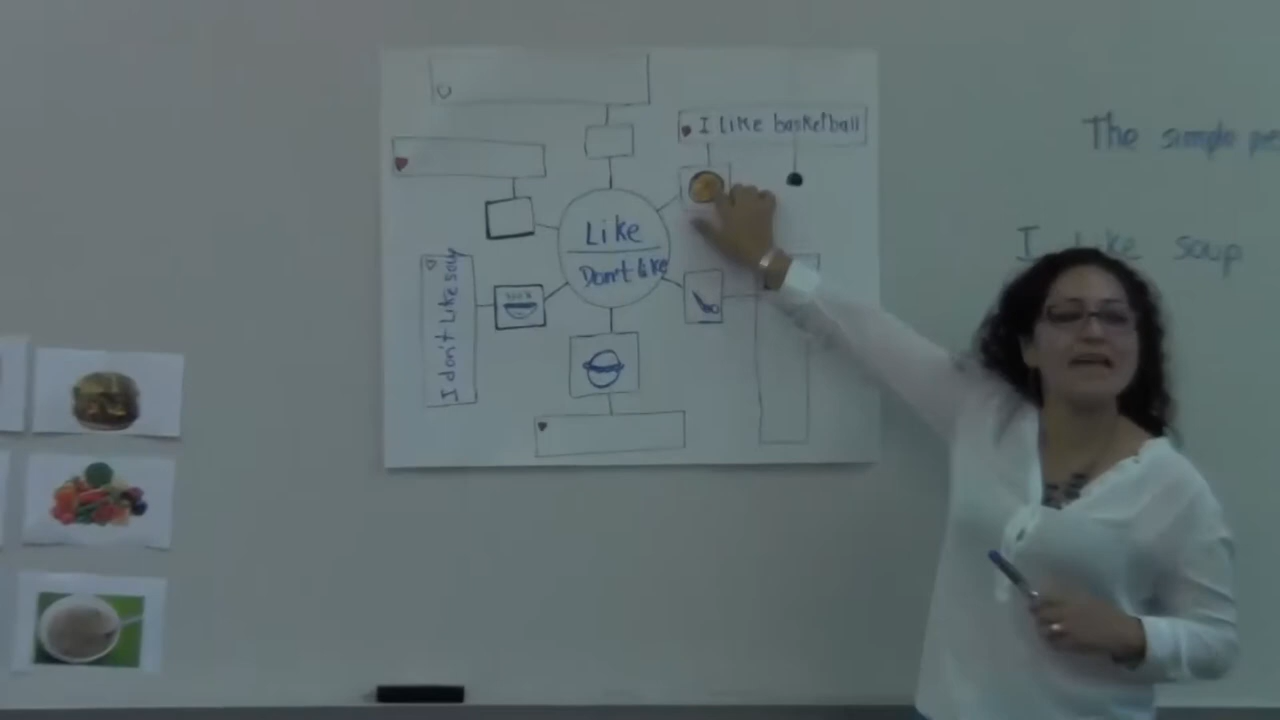 I like basketball
Like
Don't like
I don't like soup
The simple
I like soup